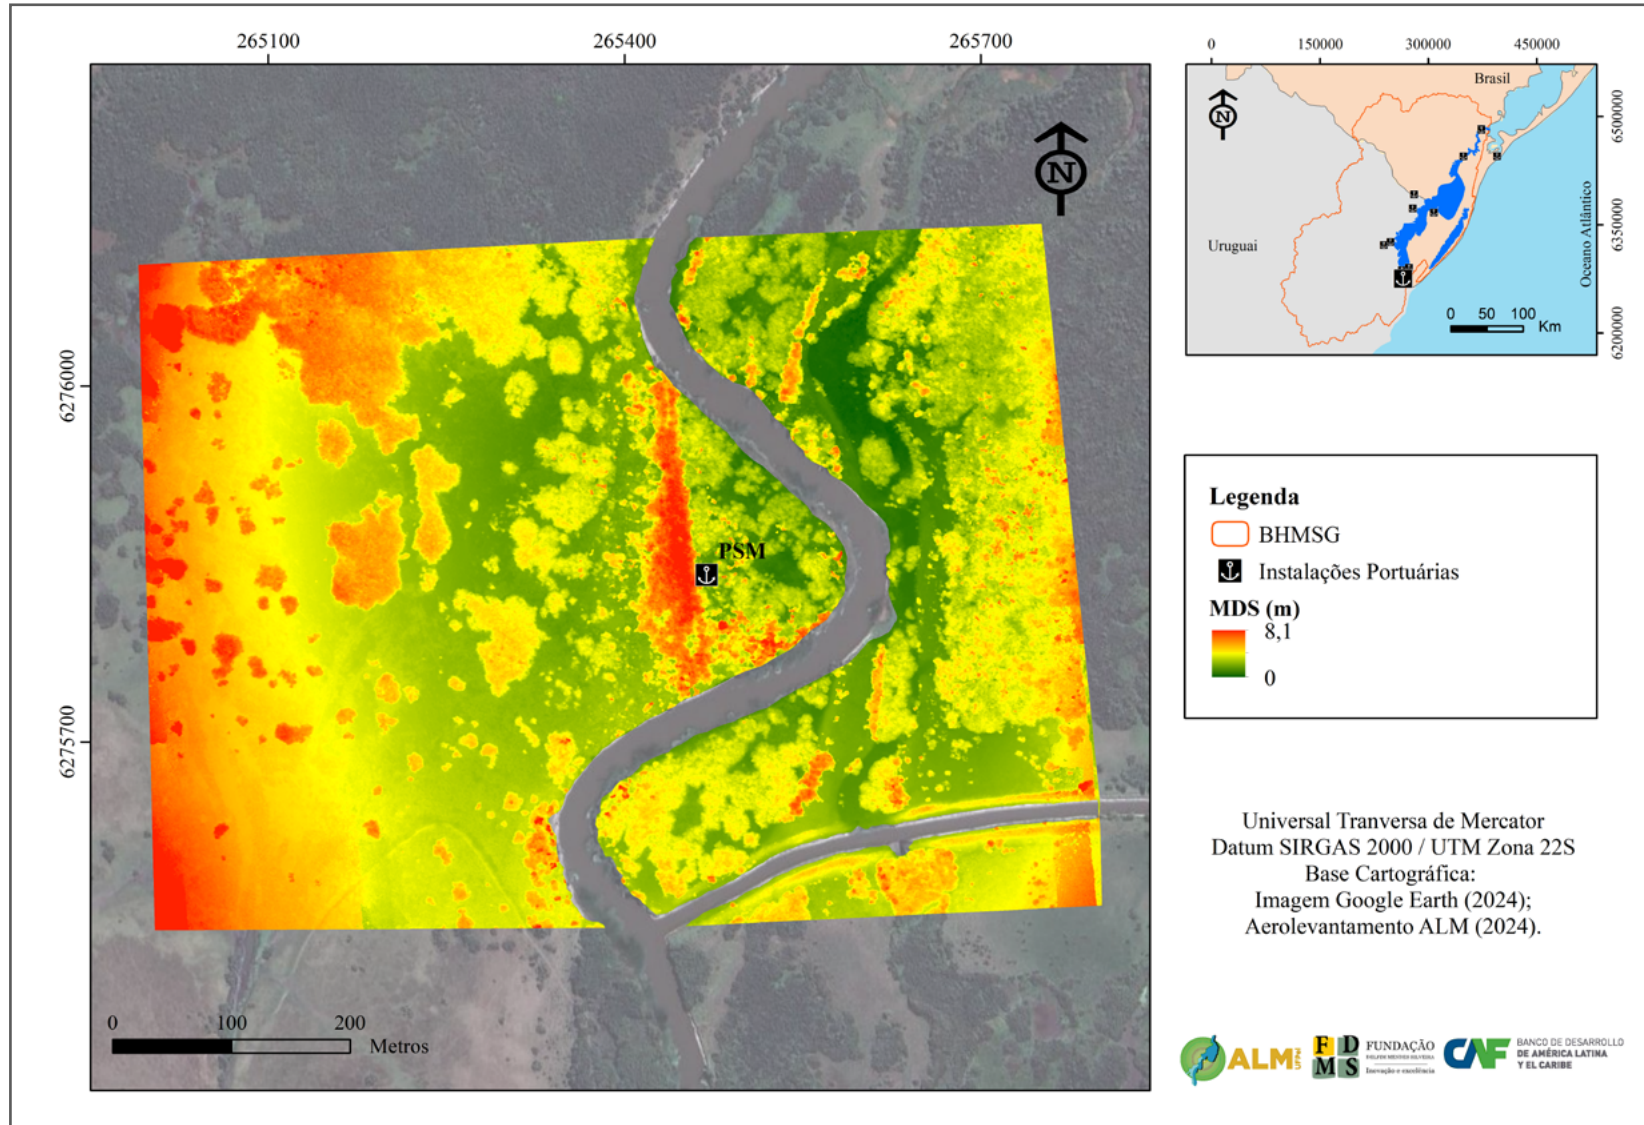 265100
265400
265700
6276000
6275700
N
PSM
0
100
200
Metros
0
150000
300000
450000
6500000
6350000
6200000
N
Brasil
Uruguai
Oceano Atlântico
0
50
100
Km
Legenda
BHMSG
Instalações Portuárias
MDS (m)
8,1
0
Universal Tranversa de Mercator
Datum SIRGAS 2000 / UTM Zona 22S
Base Cartográfica:
Imagem Google Earth (2024);
Aerolevantamento ALM (2024).
ALM
UFPel
F D
M S
FUNDAÇÃO
Inovação e excelência
CAF
BANCO DE DESARROLLO
DE AMÉRICA LATINA
Y EL CARIBE